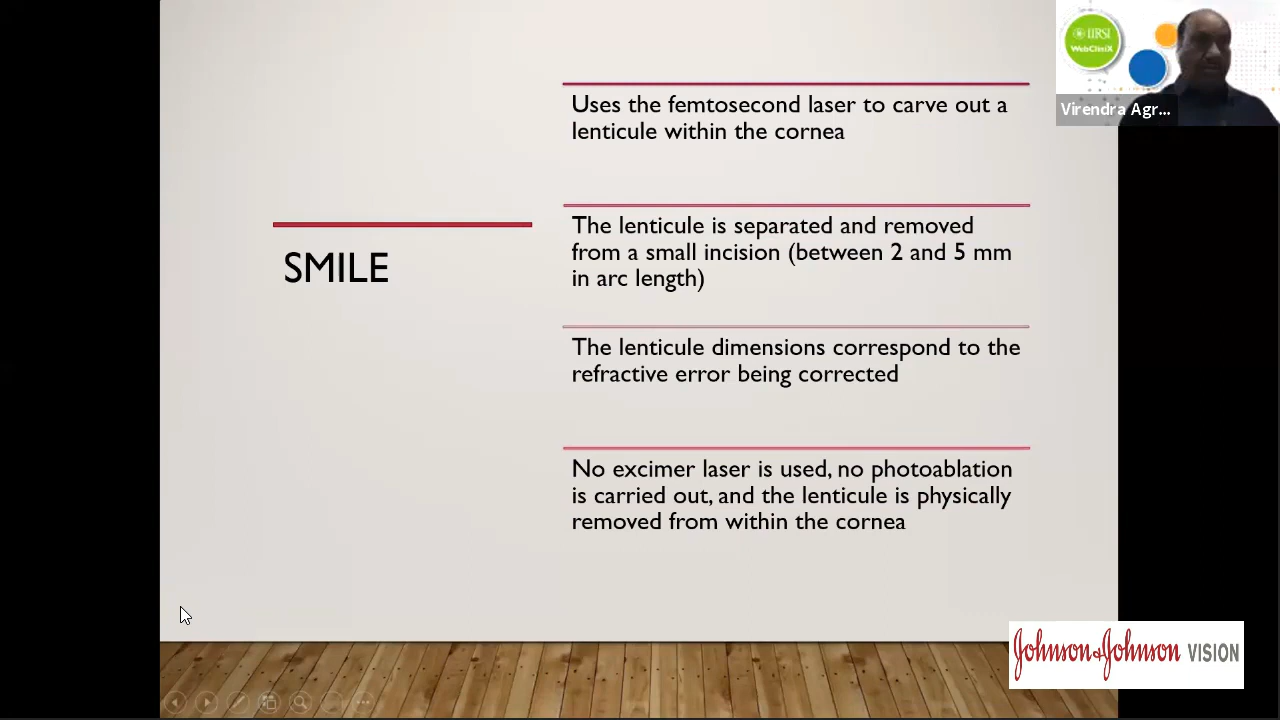 SMILE
Uses the femtosecond laser to carve out a
lenticule within the cornea
The lenticule is separated and removed
from a small incision (between 2 and 5 mm
in arc length)
The lenticule dimensions correspond to the
refractive error being corrected
No excimer laser is used, no photoablation
is carried out, and the lenticule is physically
removed from within the cornea
IIRSI
WebCliniX
Virendra Agr...
Johnson & Johnson VISION